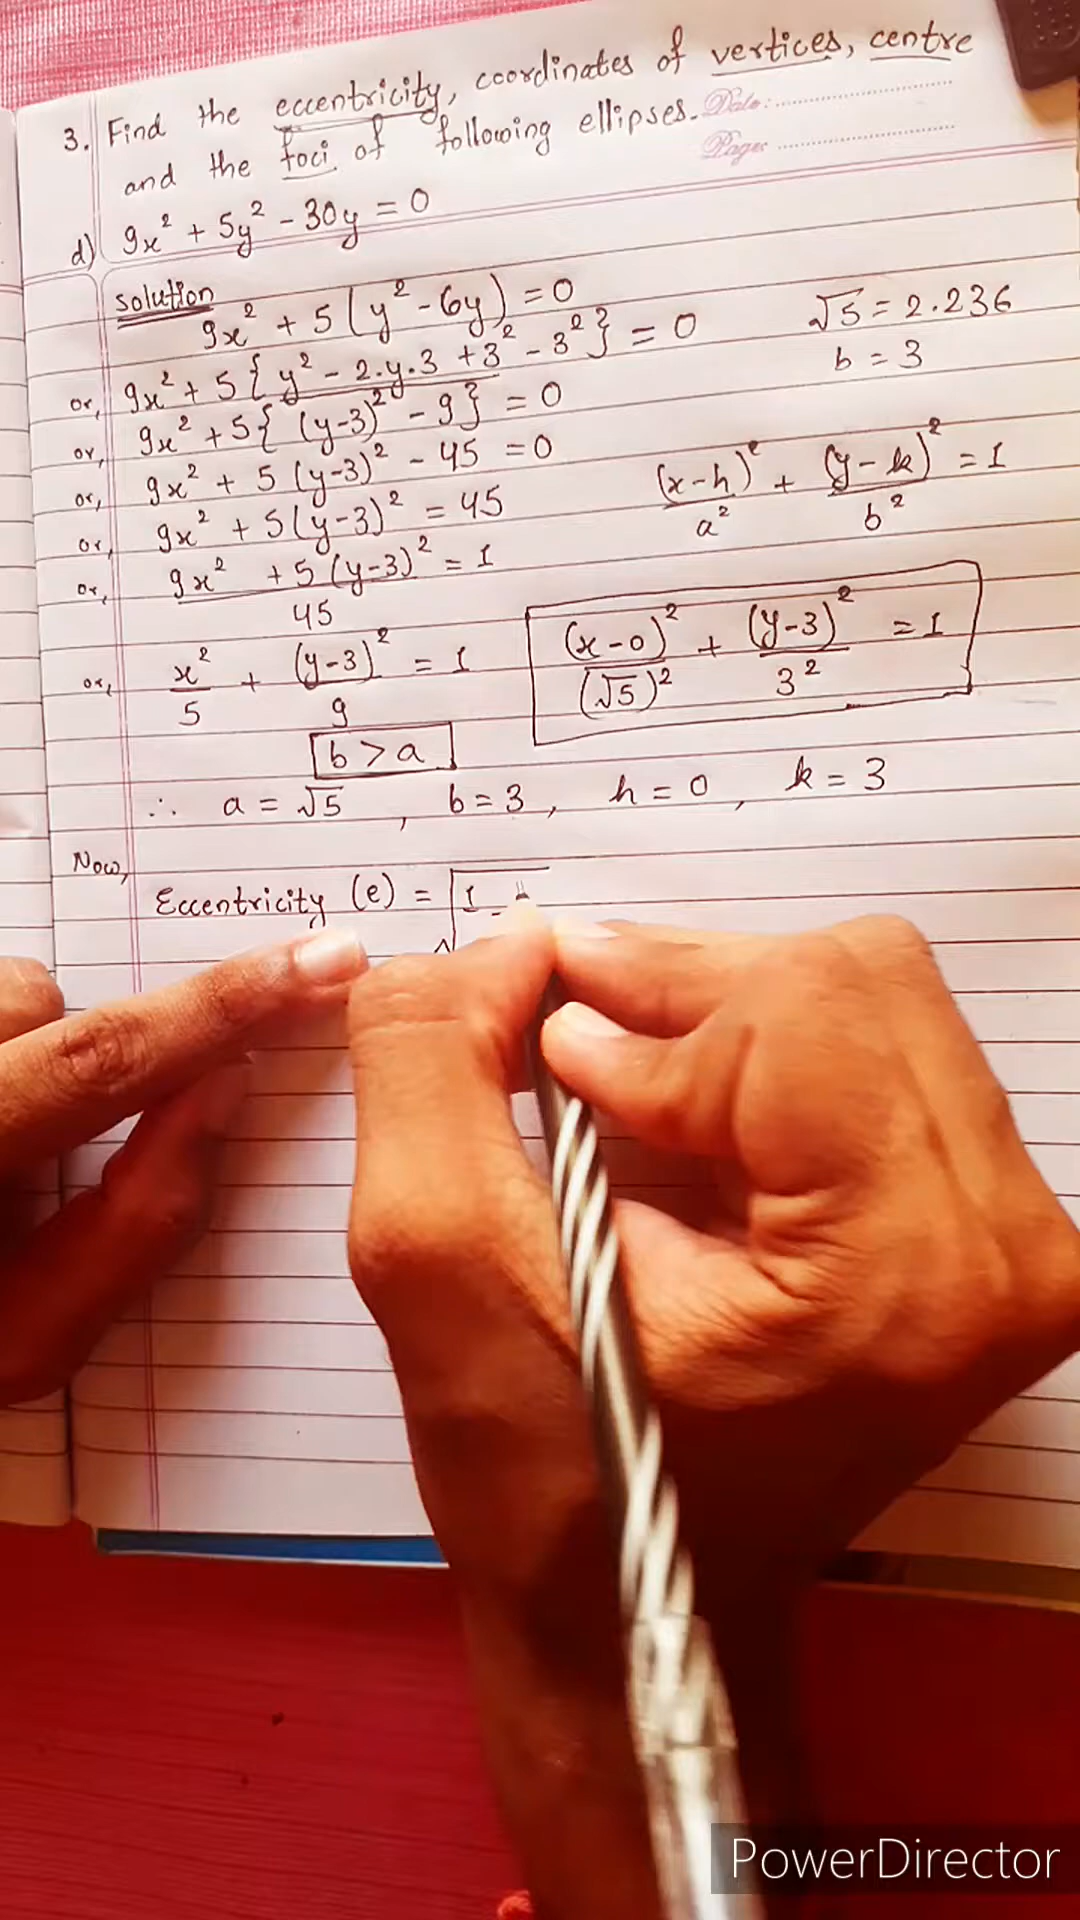 3. Find the eccentricity, coordinates of vertices, centre
and the foci of following ellipses.
Date:
Page:
d) 9x² + 5y² - 30y = 0
solution
9x² + 5(y² - 6y) = 0
or, 9x² + 5{y² - 2.y.3 + 3² - 3²} = 0
or, 9x² + 5{(y-3)² - 9} = 0
or, 9x² + 5(y-3)² - 45 = 0
or, 9x² + 5(y-3)² = 45
or, 9x² + 5(y-3)² / 45 = 1
or, x²/5 + (y-3)²/9 = 1
√5 = 2.236
b = 3
(x-h)²/a² + (y-k)²/b² = 1
(x-0)²/(√5)² + (y-3)²/3² = 1
b > a
∴ a = √5, b = 3, h = 0, k = 3
Now,
Eccentricity (e) = √1 -
PowerDirector